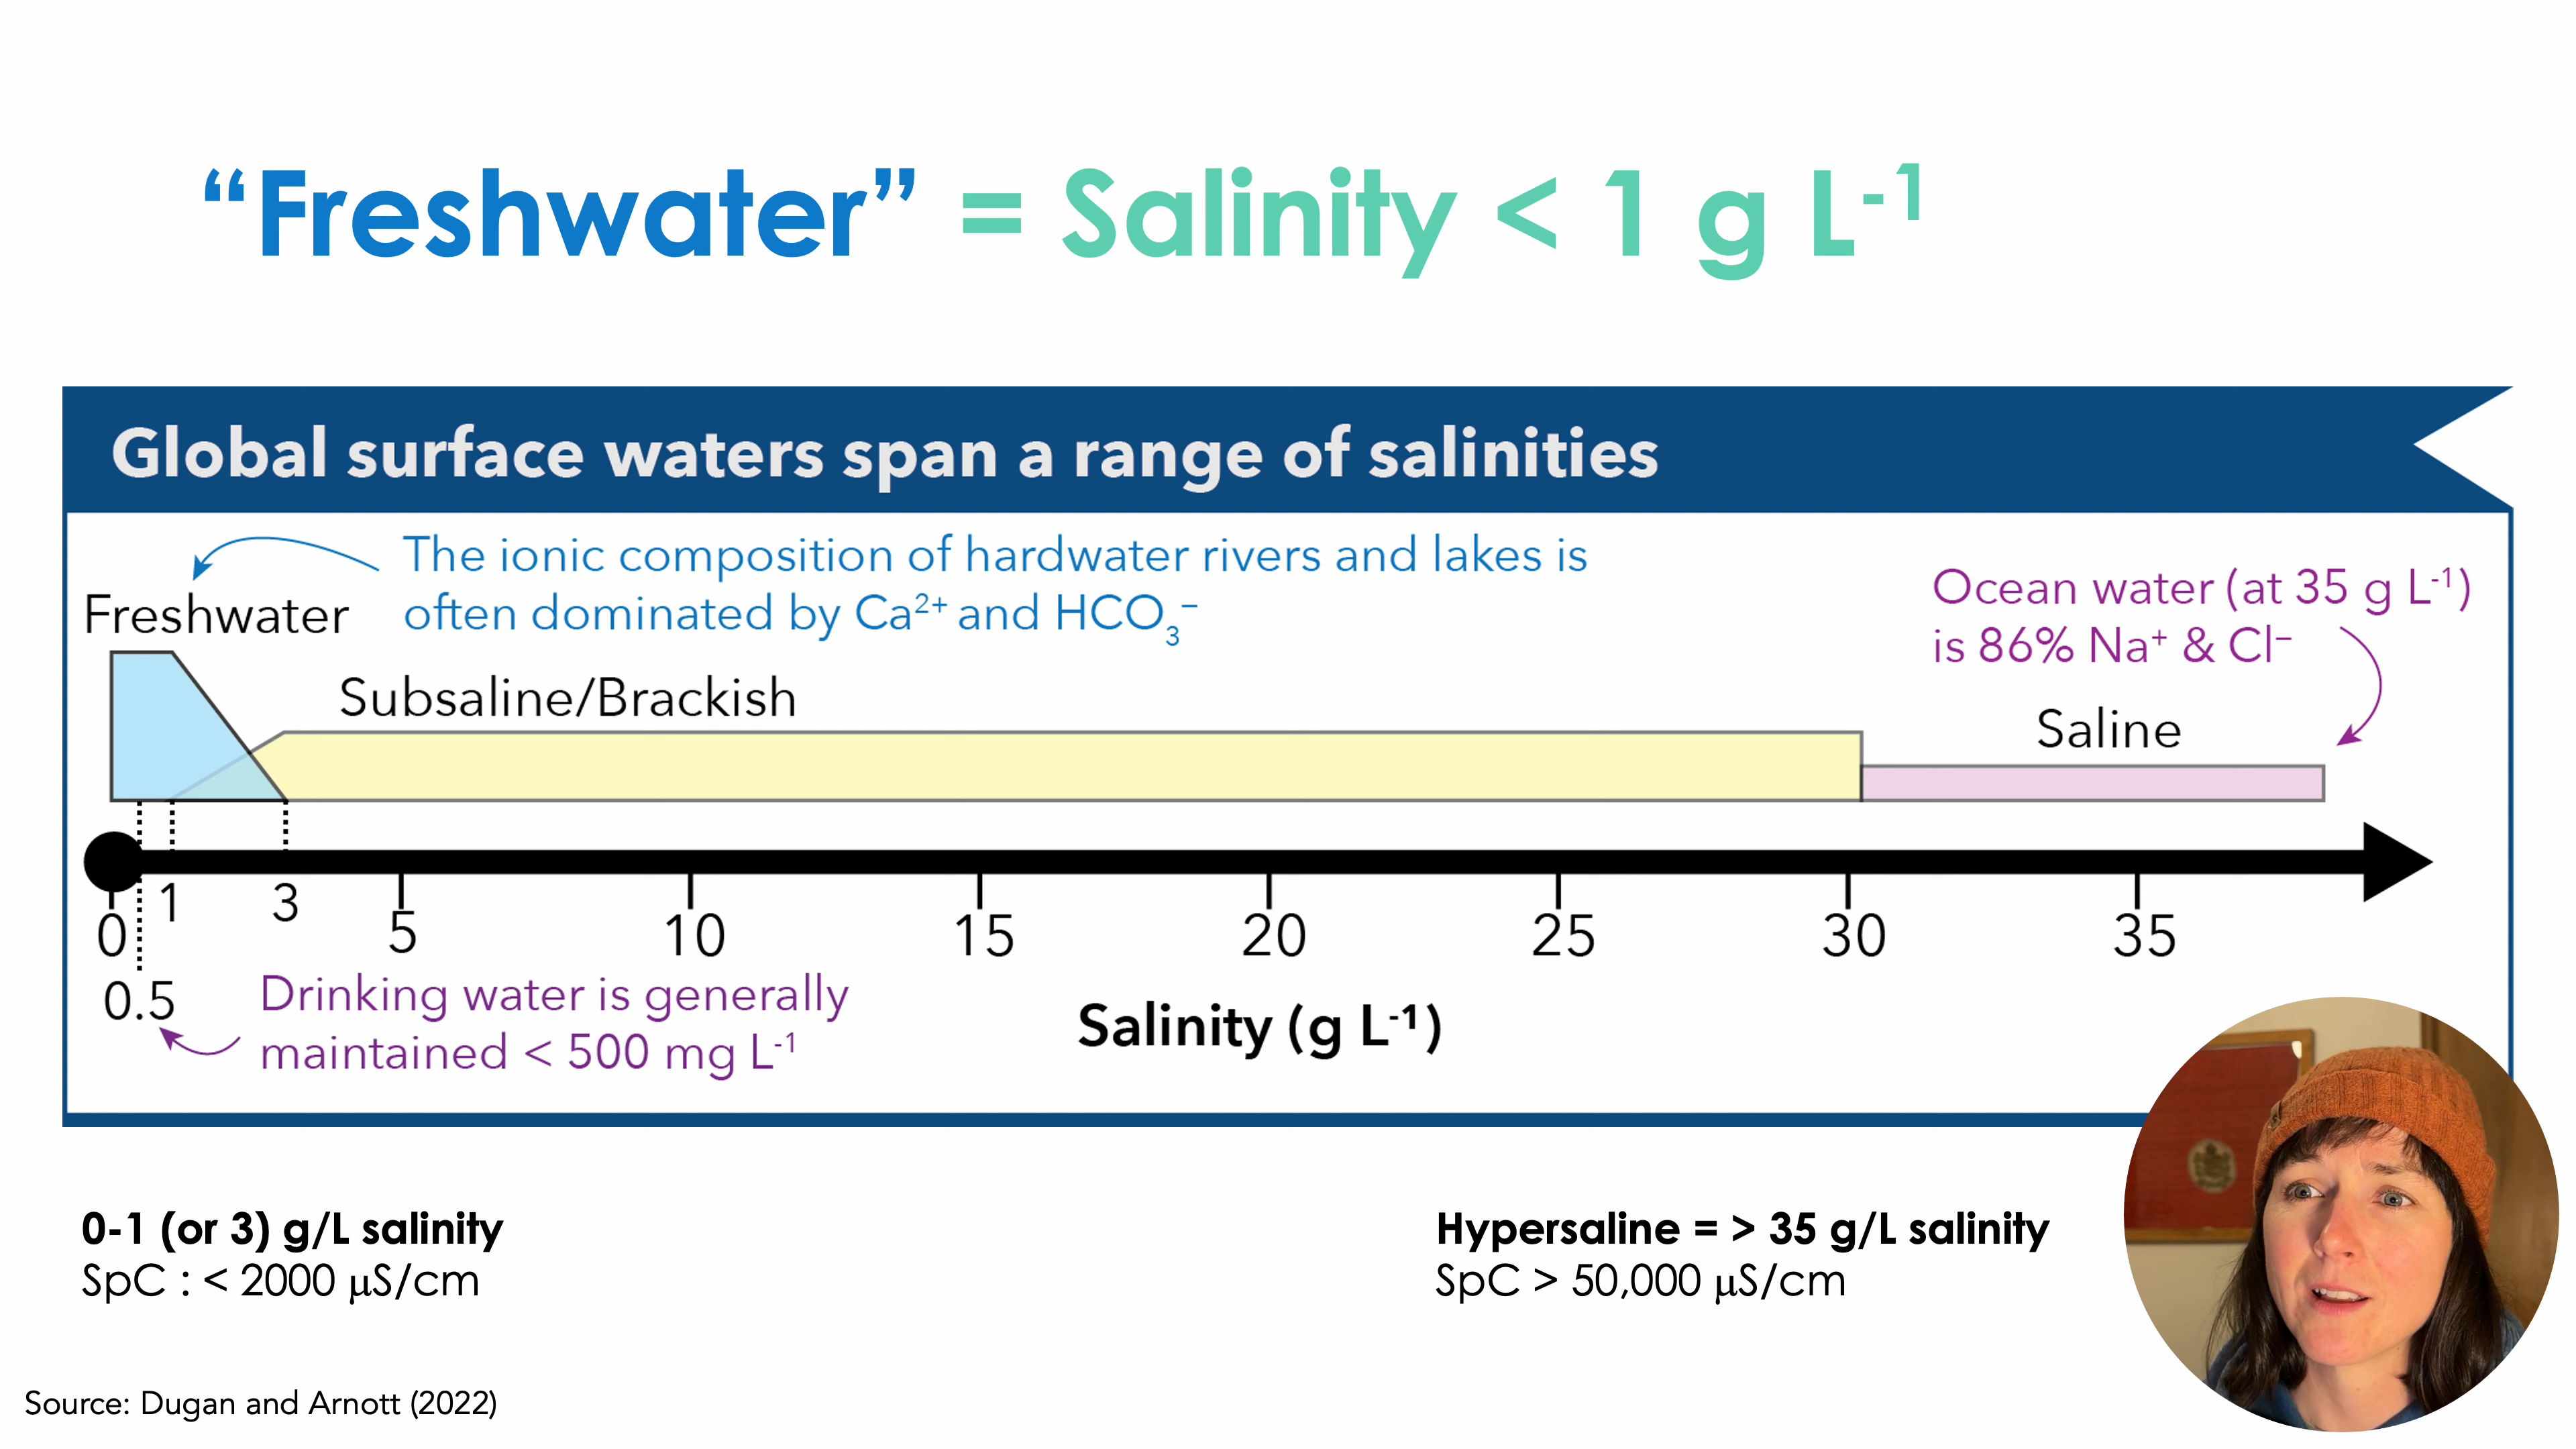 “Freshwater” = Salinity < 1 g L⁻¹
Global surface waters span a range of salinities
The ionic composition of hardwater rivers and lakes is
often dominated by Ca²⁺ and HCO₃⁻
Freshwater
Ocean water (at 35 g L⁻¹)
is 86% Na⁺ & Cl⁻
Subsaline/Brackish
Saline
0 1 3 5 10 15 20 25 30 35
0.5
Drinking water is generally
maintained < 500 mg L⁻¹
Salinity (g L⁻¹)
0-1 (or 3) g/L salinity
SpC : < 2000 μS/cm
Hypersaline = > 35 g/L salinity
SpC > 50,000 μS/cm
Source: Dugan and Arnott (2022)